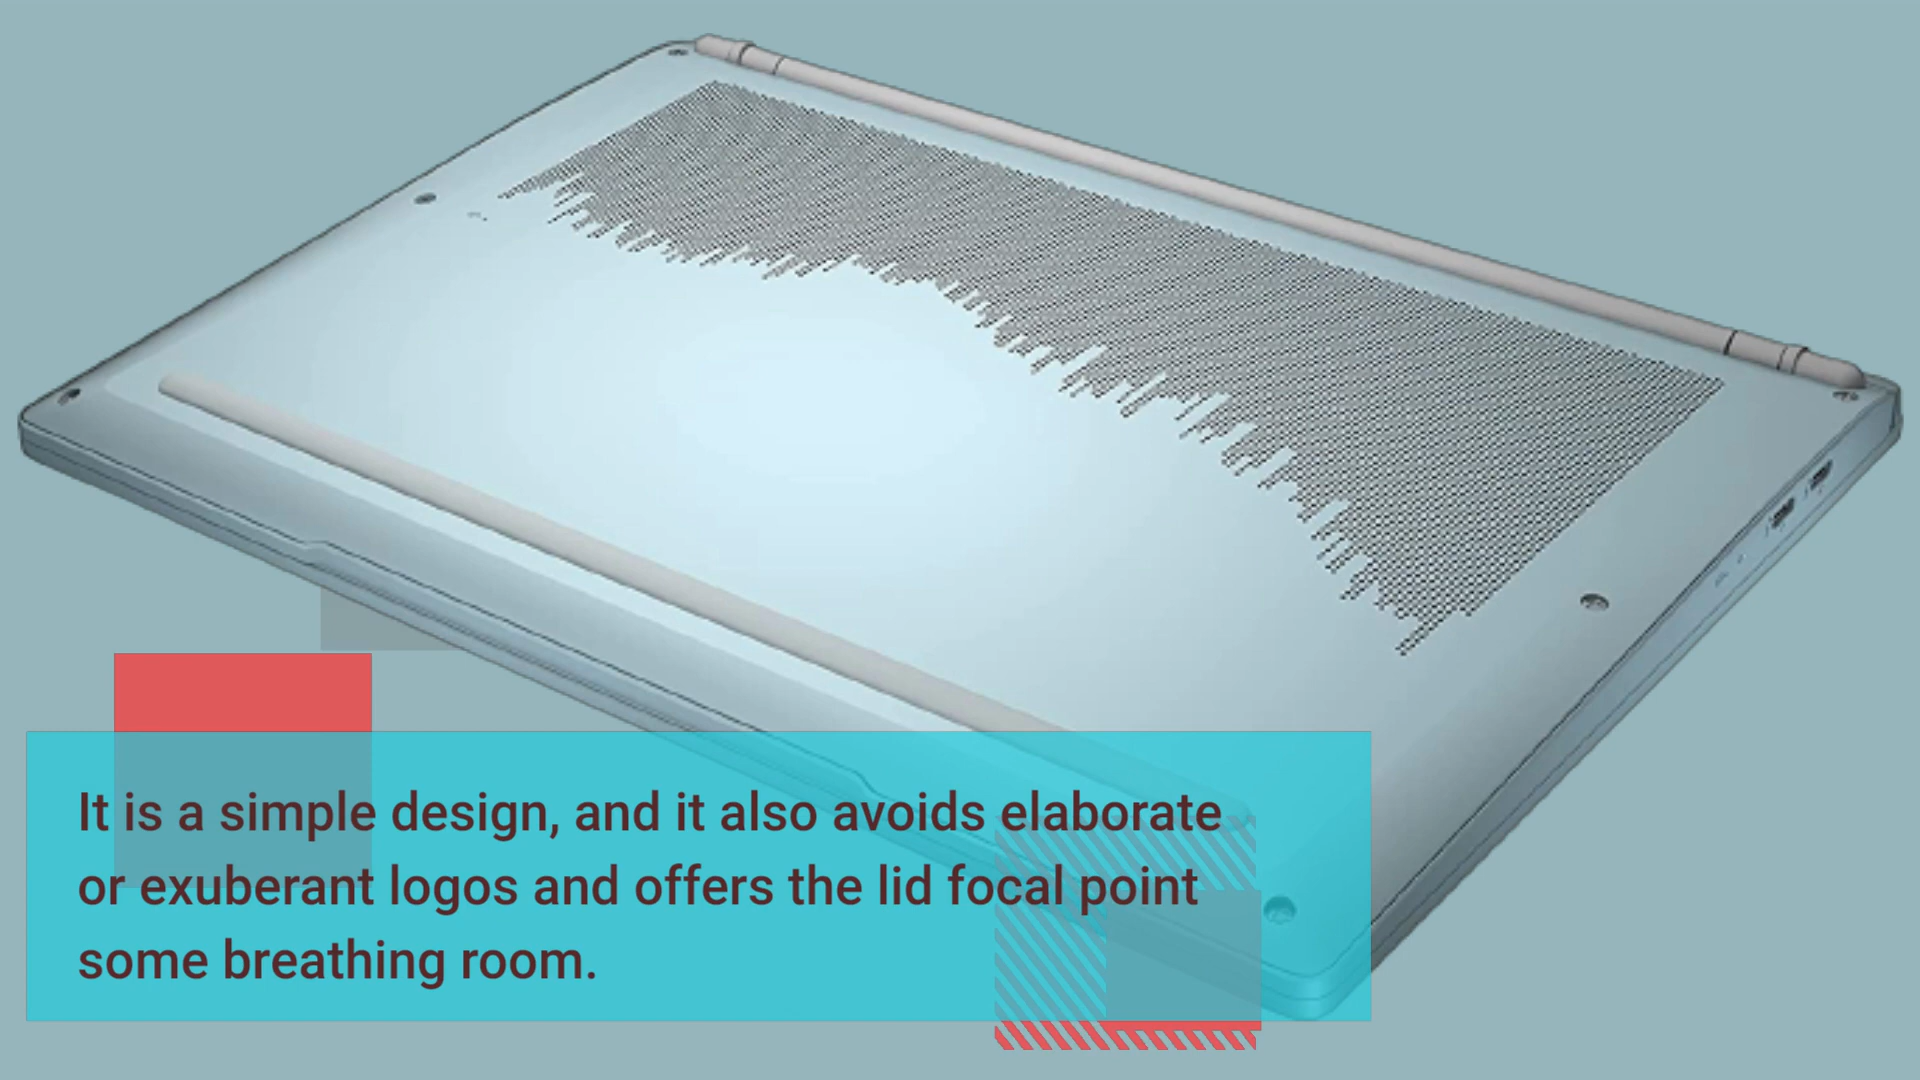 It is a simple design, and it also avoids elaborate
or exuberant logos and offers the lid focal point
some breathing room.